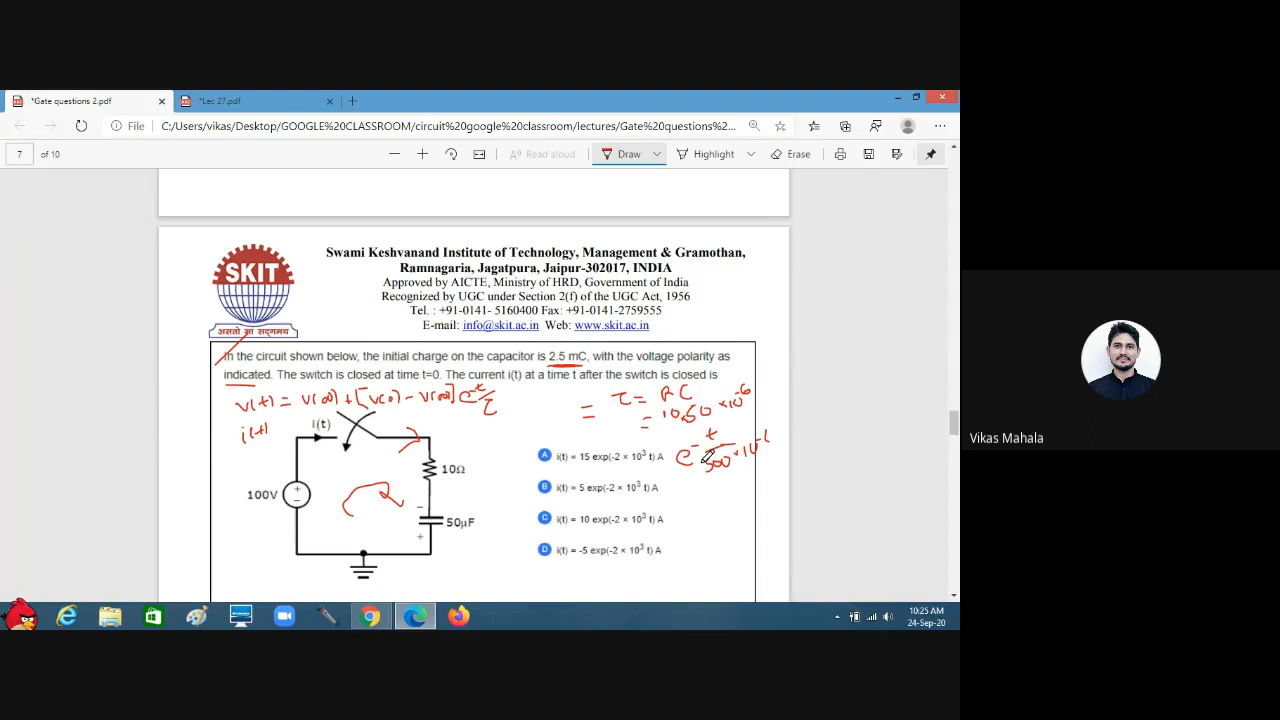 *Gate questions 2.pdf
*Lec 27.pdf
File
C:/Users/vikas/Desktop/GOOGLE%20CLASSROOM/circuit%20google%20classroom/lectures/Gate%20questions%2...
7 of 10
Read aloud
Draw
Highlight
Erase
SKIT
Swami Keshvanand Institute of Technology, Management & Gramothan,
Ramnagaria, Jagatpura, Jaipur-302017, INDIA
Approved by AICTE, Ministry of HRD, Government of India
Recognized by UGC under Section 2(f) of the UGC Act, 1956
Tel. : +91-0141- 5160400 Fax: +91-0141-2759555
E-mail: info@skit.ac.in Web: www.skit.ac.in
In the circuit shown below, the initial charge on the capacitor is 2.5 mC, with the voltage polarity as
indicated. The switch is closed at time t=0. The current i(t) at a time t after the switch is closed is
v(t) = v(∞) + [v(0) - v(∞)] e^-t/τ
i(t)
= τ = RC
= 10×50 × 10^-6
i(t)
100V
10Ω
-
50µF
+
A i(t) = 15 exp(-2 × 10³ t) A
B i(t) = 5 exp(-2 × 10³ t) A
C i(t) = 10 exp(-2 × 10³ t) A
D i(t) = -5 exp(-2 × 10³ t) A
Vikas Mahala
10:25 AM
24-Sep-20